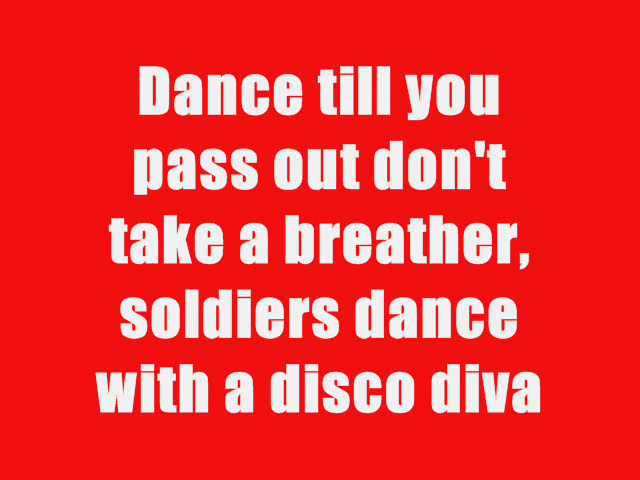 Dance till you
pass out don't
take a breather,
soldiers dance
with a disco diva